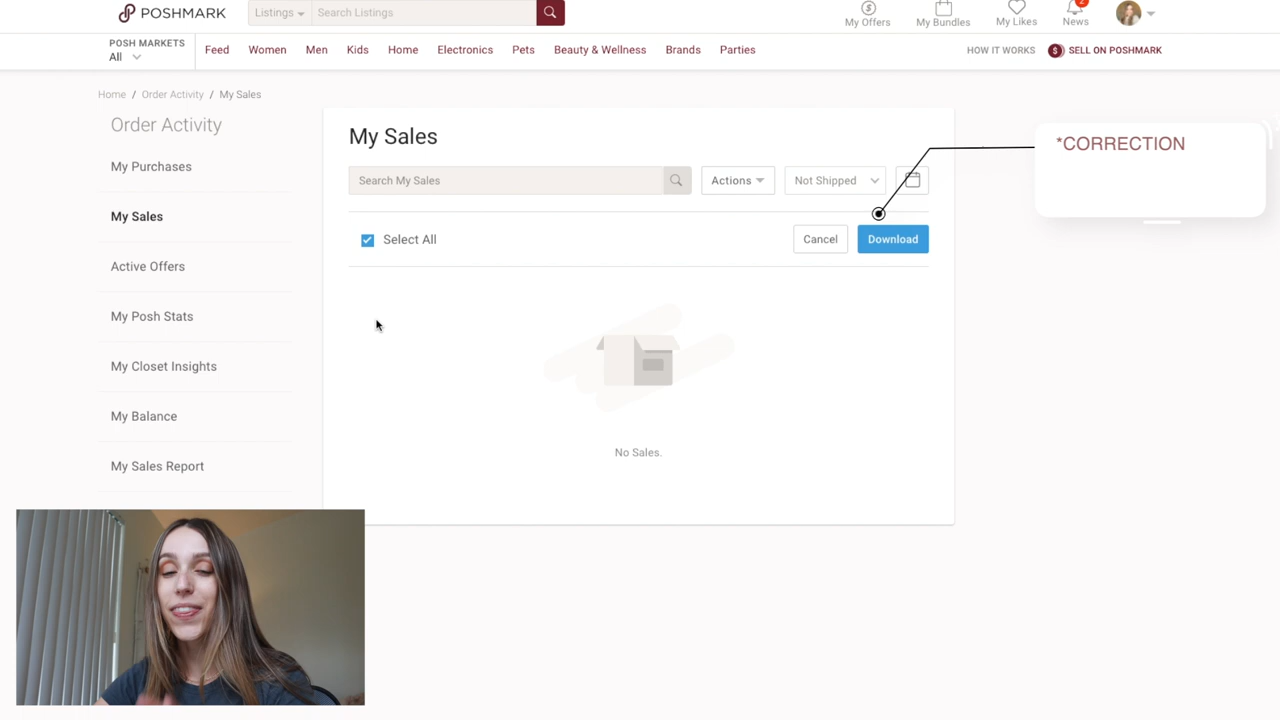 POSHMARK
Listings
Search Listings
My Offers
My Bundles
My Likes
2
News
POSH MARKETS
All
Feed
Women
Men
Kids
Home
Electronics
Pets
Beauty & Wellness
Brands
Parties
HOW IT WORKS
$ SELL ON POSHMARK
Home / Order Activity / My Sales
Order Activity
My Purchases
My Sales
Active Offers
My Posh Stats
My Closet Insights
My Balance
My Sales Report
My Sales
Search My Sales
Actions
Not Shipped
Select All
Cancel
Download
No Sales.
*CORRECTION